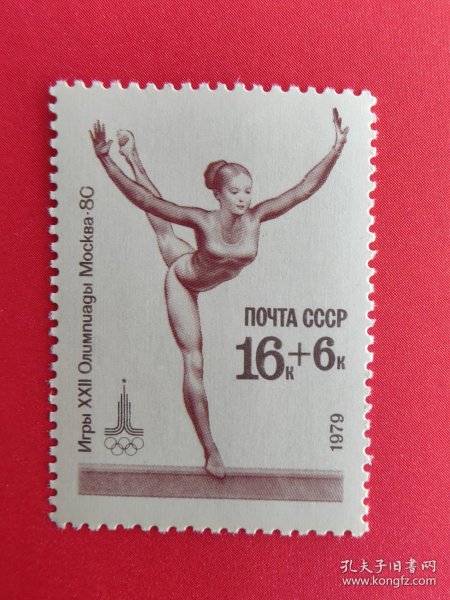 Игры XXII Олимпиады Москва·80
ПОЧТА СССР
16к+6к
1979
孔夫子旧书网
www.kongfz.com